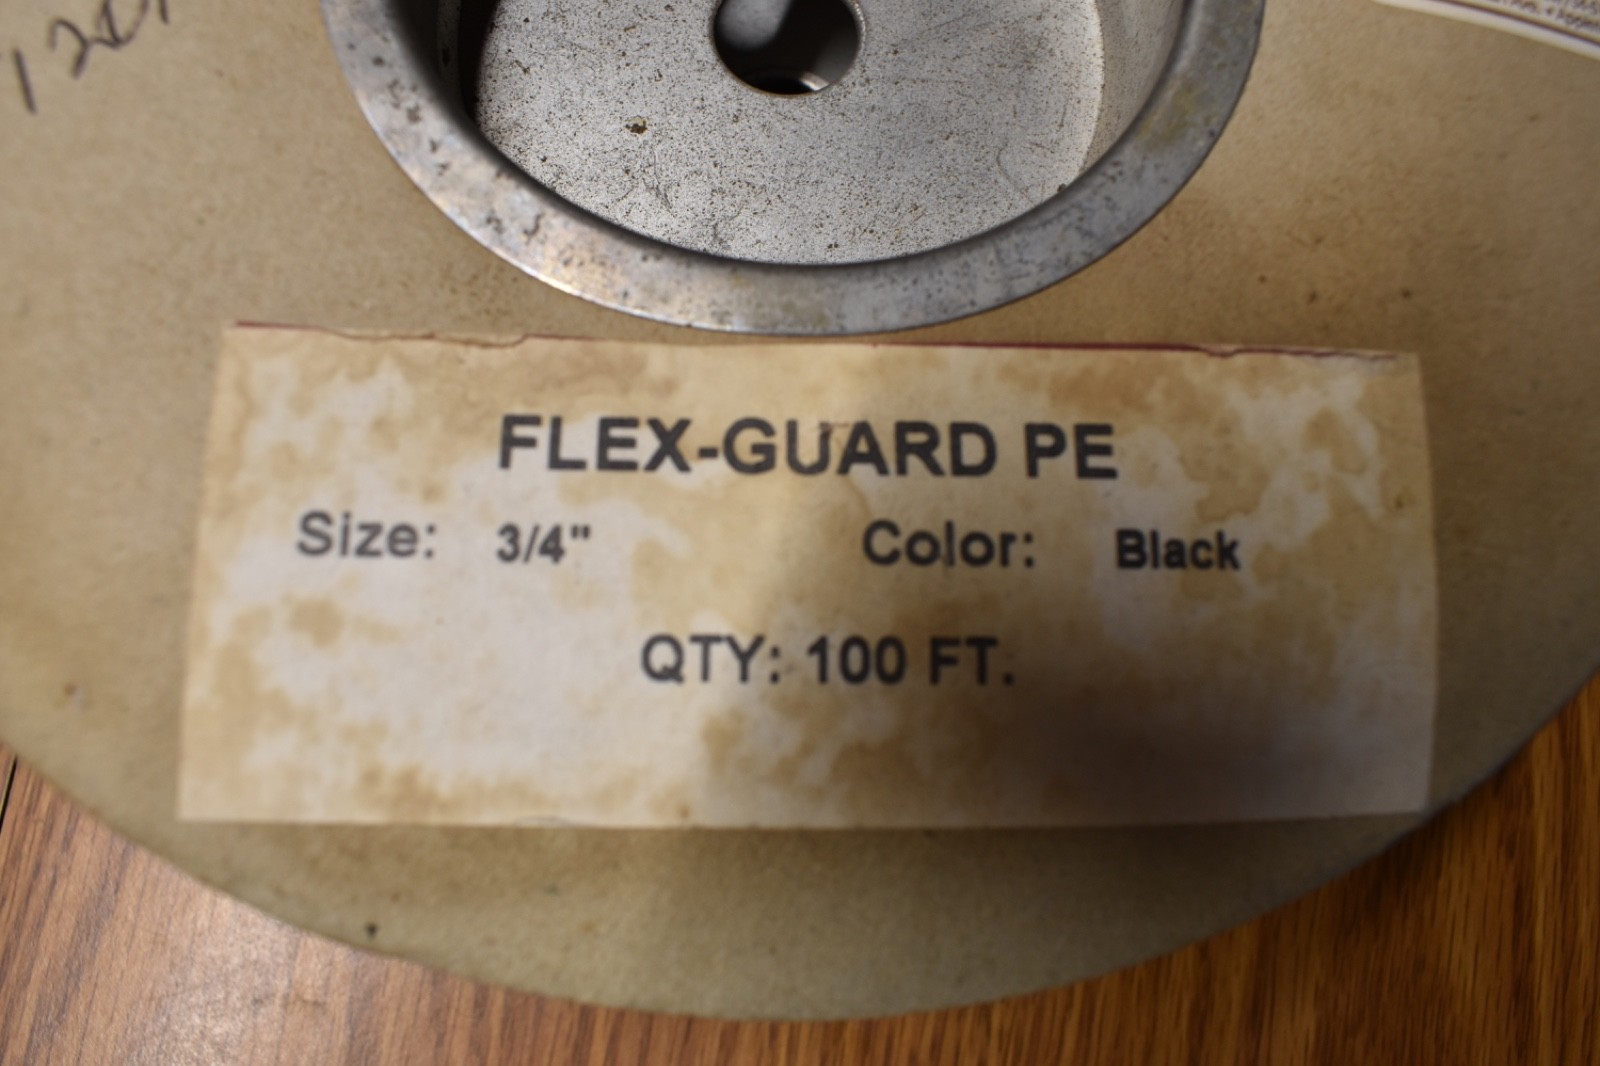 FLEX-GUARD PE
Size: 3/4" Color: Black
QTY: 100 FT.